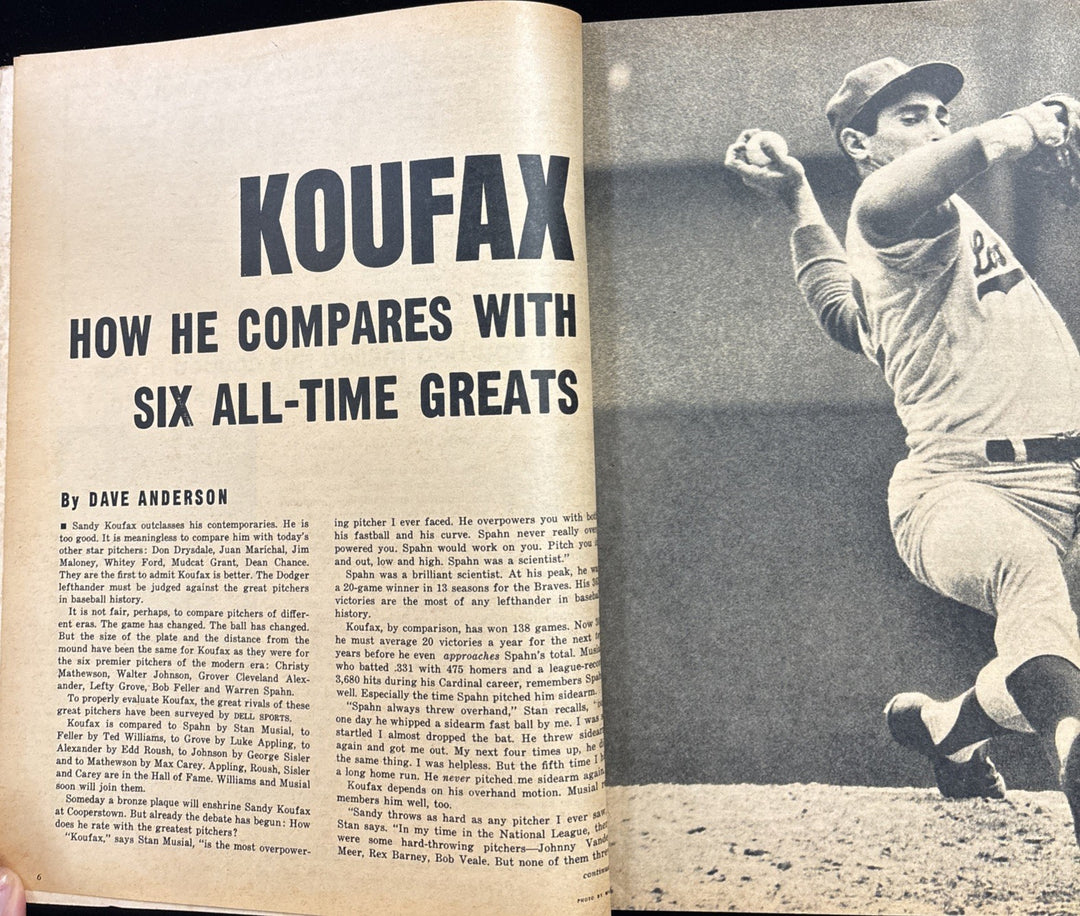 KOUFAX
HOW HE COMPARES WITH
SIX ALL-TIME GREATS
By DAVE ANDERSON
■ Sandy Koufax outclasses his contemporaries. He is
too good. It is meaningless to compare him with today's
other star pitchers: Don Drysdale, Juan Marichal, Jim
Maloney, Whitey Ford, Mudcat Grant, Dean Chance.
They are the first to admit Koufax is better. The Dodger
lefthander must be judged against the great pitchers
in baseball history.
It is not fair, perhaps, to compare pitchers of differ-
ent eras. The game has changed. The ball has changed.
But the size of the plate and the distance from the
mound have been the same for Koufax as they were for
the six premier pitchers of the modern era: Christy
Mathewson, Walter Johnson, Grover Cleveland Alex-
ander, Lefty Grove, Bob Feller and Warren Spahn.
To properly evaluate Koufax, the great rivals of these
great pitchers have been surveyed by DELL SPORTS.
Koufax is compared to Spahn by Stan Musial, to
Feller by Ted Williams, to Grove by Luke Appling, to
Alexander by Edd Roush, to Johnson by George Sisler
and to Mathewson by Max Carey. Appling, Roush, Sisler
and Carey are in the Hall of Fame. Williams and Musial
soon will join them.
Someday a bronze plaque will enshrine Sandy Koufax
at Cooperstown. But already the debate has begun: How
does he rate with the greatest pitchers?
"Koufax," says Stan Musial, "is the most overpower-
ing pitcher I ever faced. He overpowers you with
his fastball and his curve. Spahn never really over
powered you. Spahn would work on you. Pitch you
and out, low and high. Spahn was a scientist."
Spahn was a brilliant scientist. At his peak, he
a 20-game winner in 13 seasons for the Braves. His
victories are the most of any lefthander in
history.
Koufax, by comparison, has won 138 games. Now
he must average 20 victories a year for the next
years before he even approaches Spahn's total.
who batted .331 with 475 homers and a
3,680 hits during his Cardinal career, remembers
well. Especially the time Spahn pitched him sidearm.
"Spahn always threw overhand," Stan recalls,
one day he whipped a sidearm fast ball by me. I was
startled I almost dropped the bat. He threw
again and got me out. My next four times up, he
the same thing. I was helpless. But the fifth time I
a long home run. He never pitched me sidearm again.
Koufax depends on his overhand motion. Musial
members him well, too.
"Sandy throws as hard as any pitcher I ever
Stan says. "In my time in the National League,
were some hard-throwing pitchers—Johnny
Meer, Rex Barney, Bob Veale. But none of them
6
PHOTO BY
Los